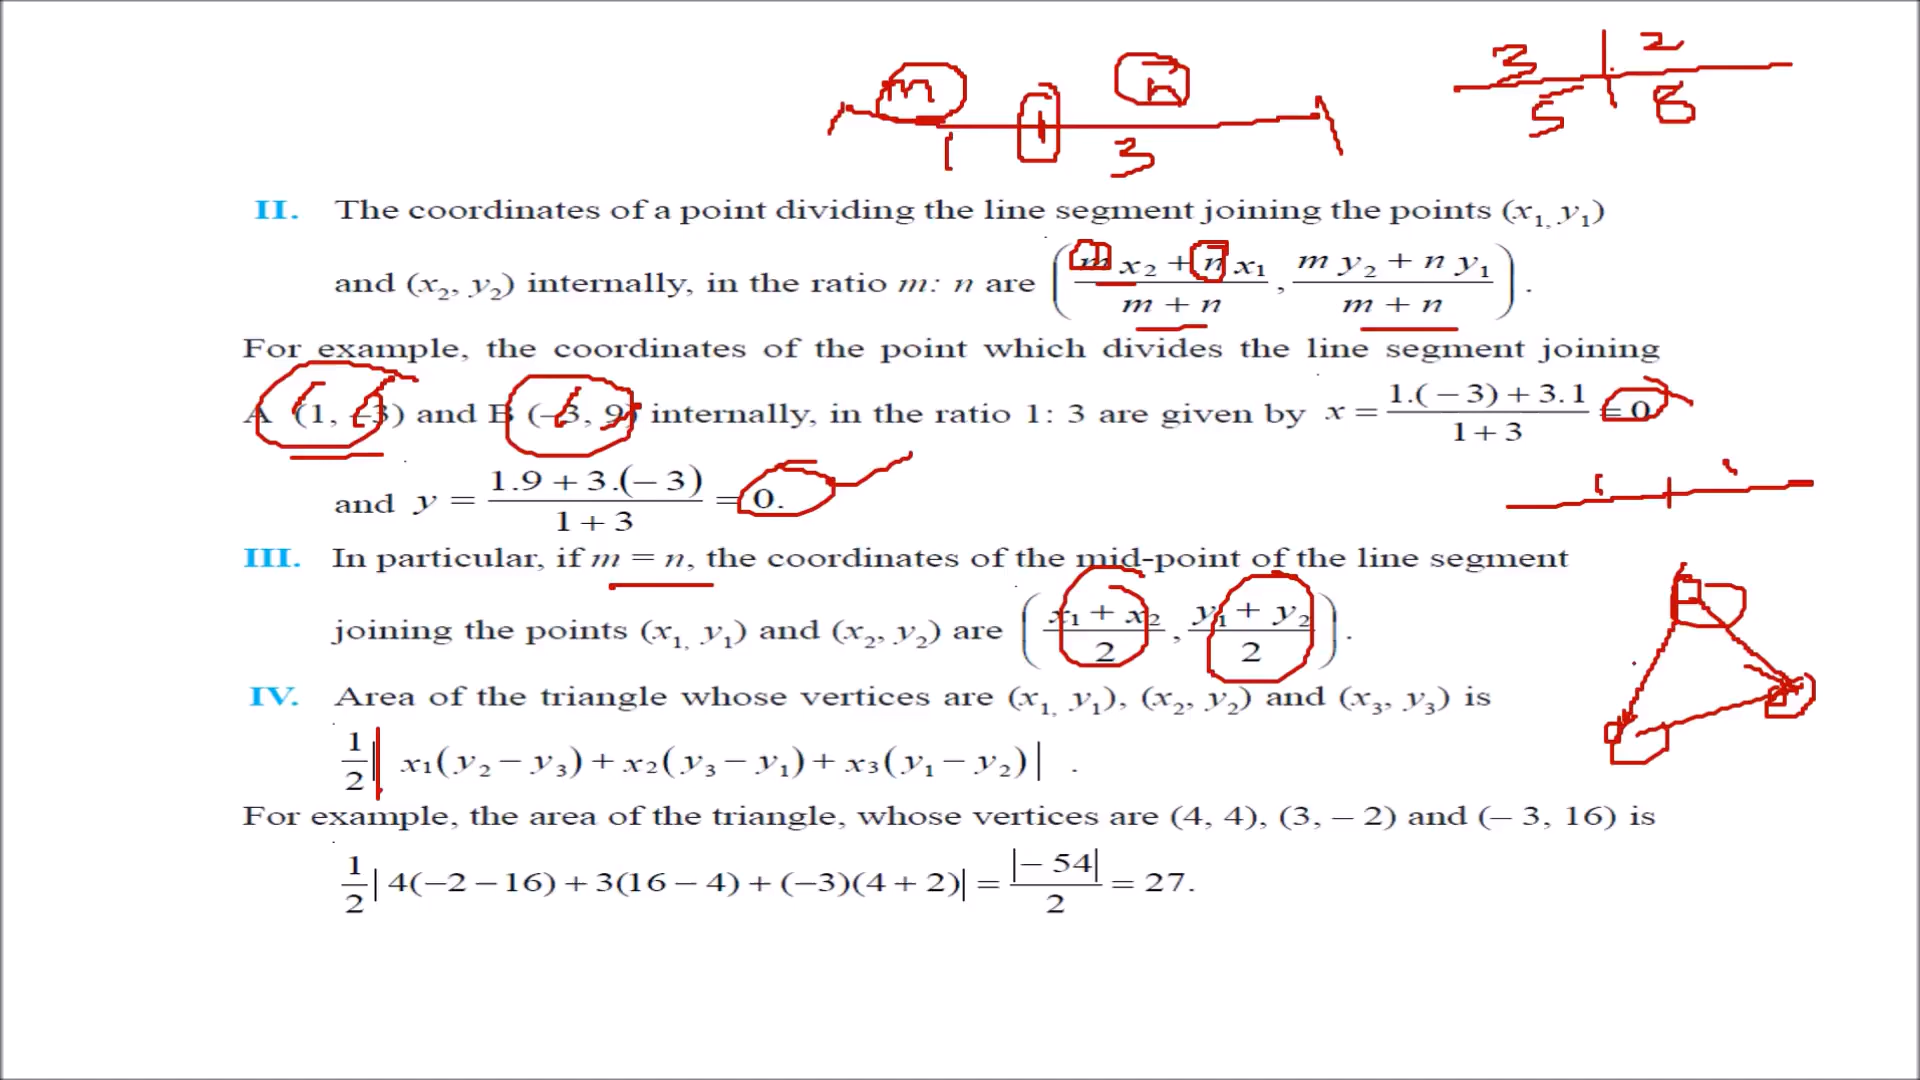 m n 3 2
1 3 5 6
II. The coordinates of a point dividing the line segment joining the points (x₁, y₁)
and (x₂, y₂) internally, in the ratio m: n are ( (m x₂ + n x₁)/(m + n) , (m y₂ + n y₁)/(m + n) ) .
For example, the coordinates of the point which divides the line segment joining
A (1, –3) and B (–3, 9) internally, in the ratio 1: 3 are given by x = (1.(– 3) + 3.1)/(1 + 3) = 0
and y = (1.9 + 3.(– 3))/(1 + 3) = 0.
III. In particular, if m = n, the coordinates of the mid-point of the line segment
joining the points (x₁, y₁) and (x₂, y₂) are ( (x₁ + x₂)/2 , (y₁ + y₂)/2 ) .
IV. Area of the triangle whose vertices are (x₁, y₁), (x₂, y₂) and (x₃, y₃) is
1/2 | x₁(y₂ – y₃) + x₂(y₃ – y₁) + x₃(y₁ – y₂) | .
For example, the area of the triangle, whose vertices are (4, 4), (3, – 2) and (– 3, 16) is
1/2 | 4(–2 – 16) + 3(16 – 4) + (–3)(4 + 2)| = |– 54|/2 = 27.